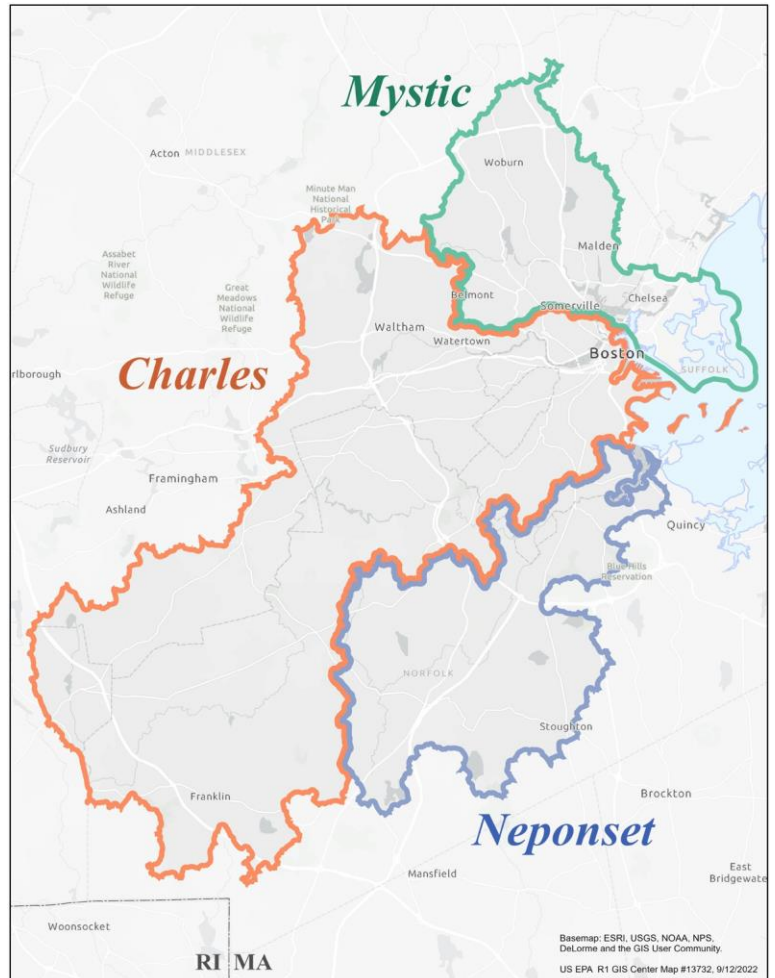 Mystic
Woburn
Acton MIDDLESEX
Minute Man
National
Historical
Park
Malden
Assabet
River
National
Wildlife
Refuge
Great
Meadows
National
Wildlife
Refuge
Belmont
Somerville
Chelsea
Waltham
Watertown
Boston
SUFFOLK
Charles
rlborough
Sudbury
Reservoir
Framingham
Ashland
Quincy
Blue Hills
Reservation
NORFOLK
Stoughton
Franklin
Brockton
Neponset
Mansfield
East
Bridgewate
Woonsocket
RI MA
Basemap: ESRI, USGS, NOAA, NPS,
DeLorme and the GIS User Community.
US EPA R1 GIS Center Map #13732, 9/12/2022